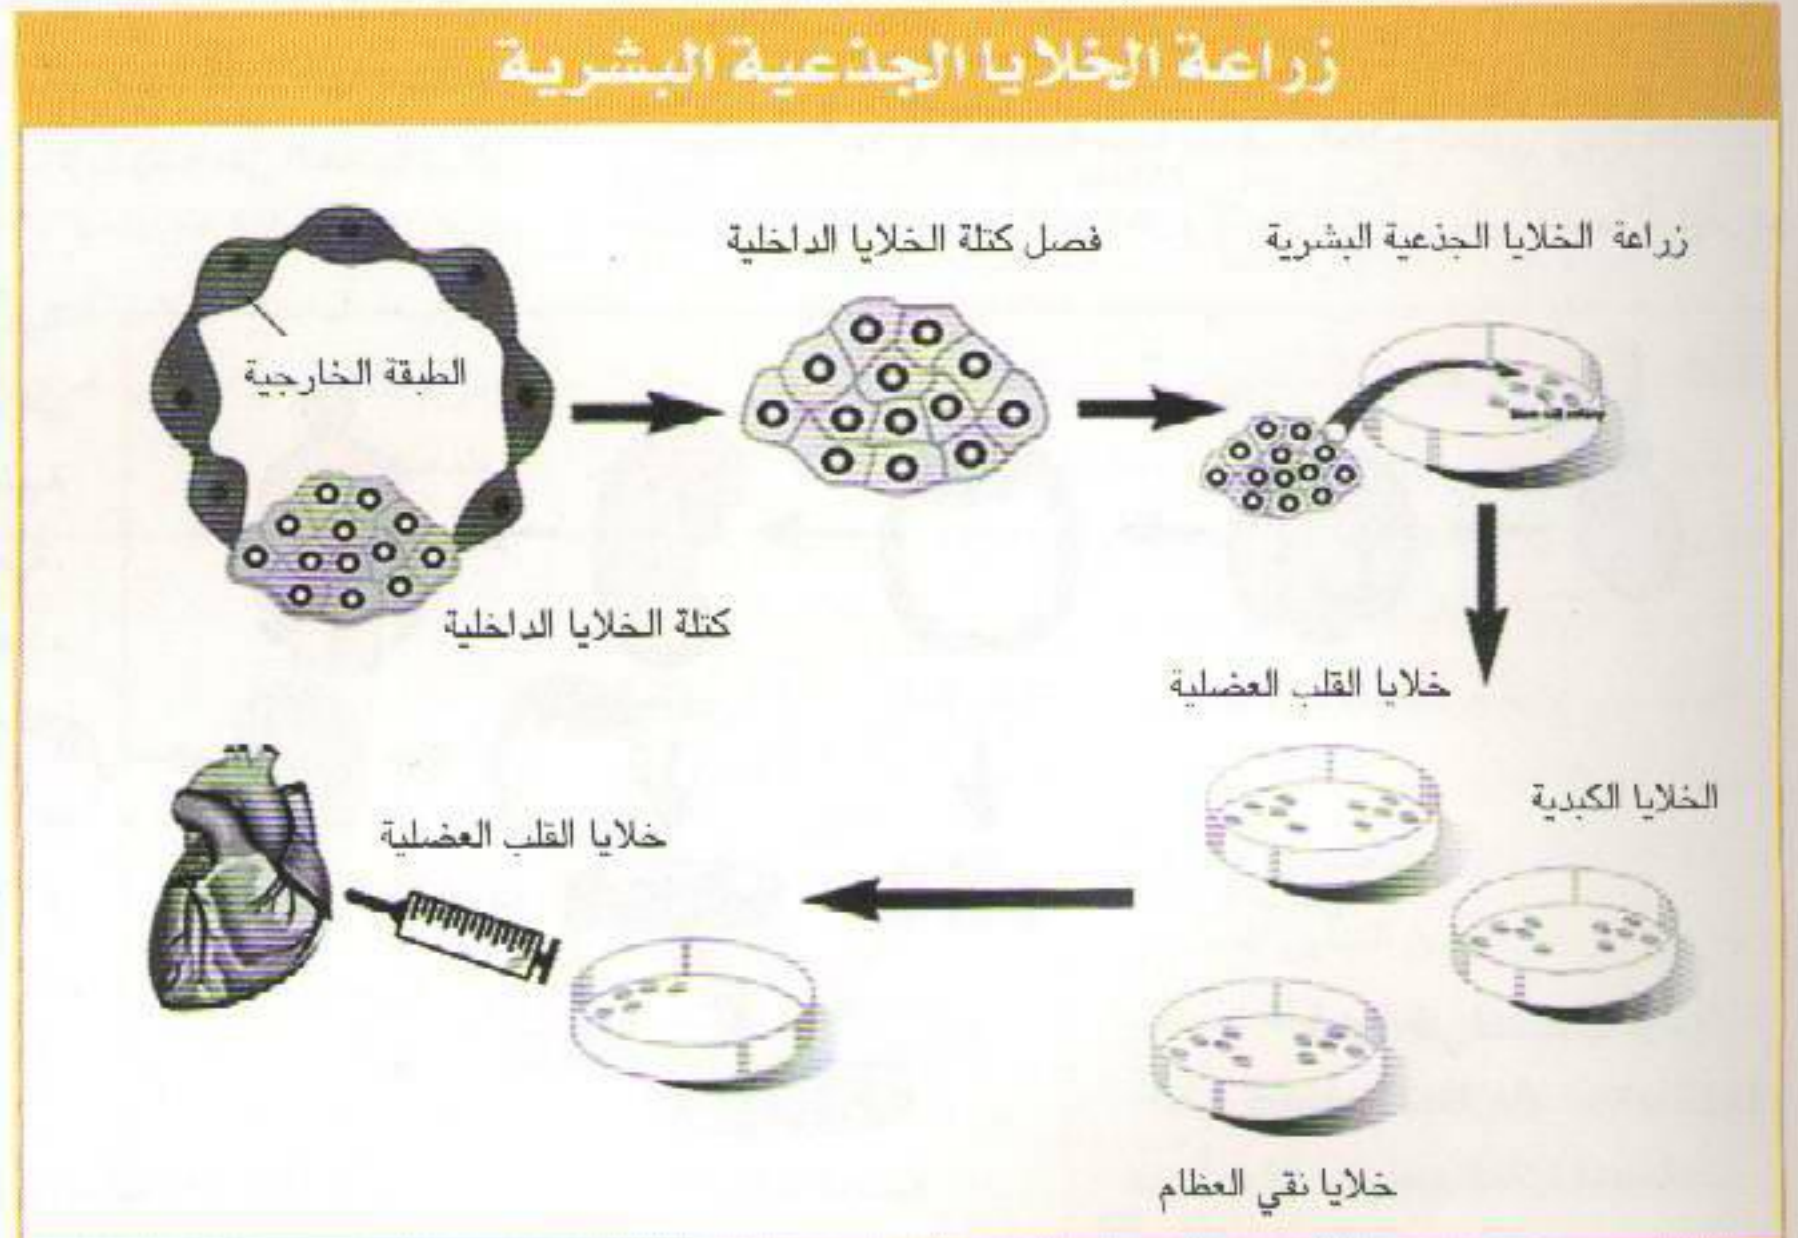 زراعة الخلايا الجذعية البشرية
زراعة الخلايا الجذعية البشرية
فصل كتلة الخلايا الداخلية
الطبقة الخارجية
كتلة الخلايا الداخلية
خلايا القلب العضلية
الخلايا الكبدية
خلايا القلب العضلية
خلايا نقي العظام